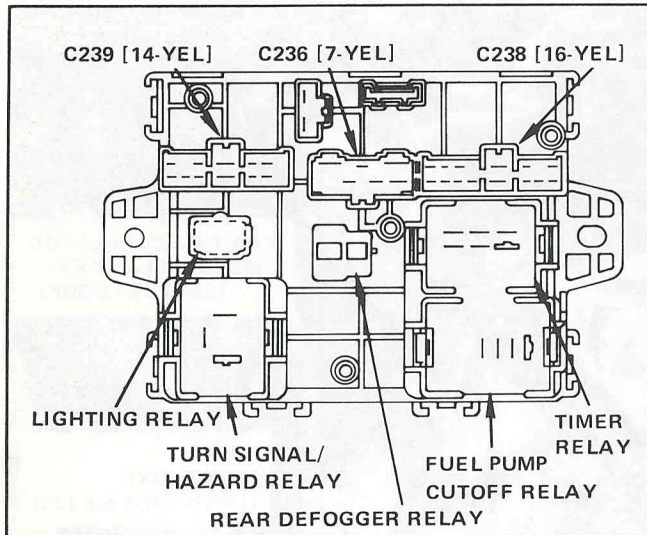 C239 [14-YEL] C236 [7-YEL] C238 [16-YEL]
LIGHTING RELAY
TURN SIGNAL/
HAZARD RELAY
REAR DEFOGGER RELAY
FUEL PUMP
CUTOFF RELAY
TIMER
RELAY